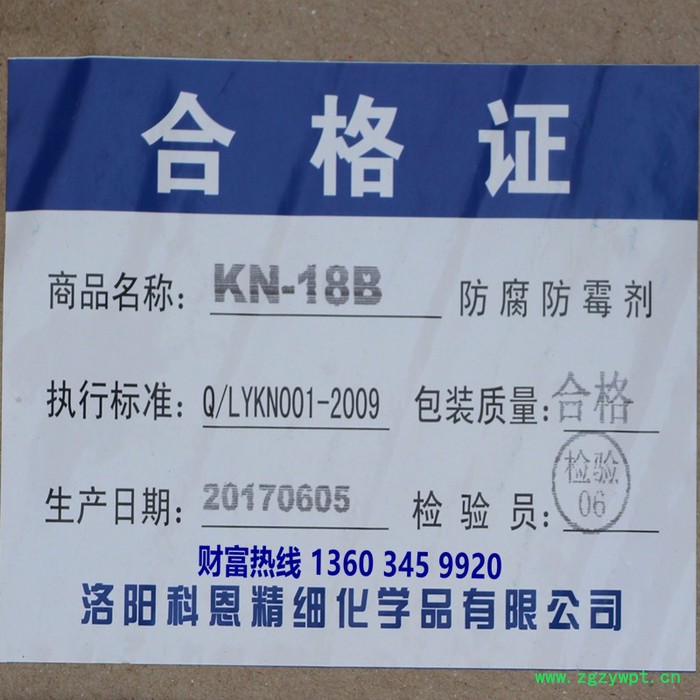 合格证
商品名称: KN-18B 防腐防霉剂
执行标准: Q/LYKN001-2009 包装质量: 合格
生产日期: 20170605 检验员: 检验 06
财富热线 1360 345 9920
洛阳科恩精细化学品有限公司
www.zgzywpt.cn